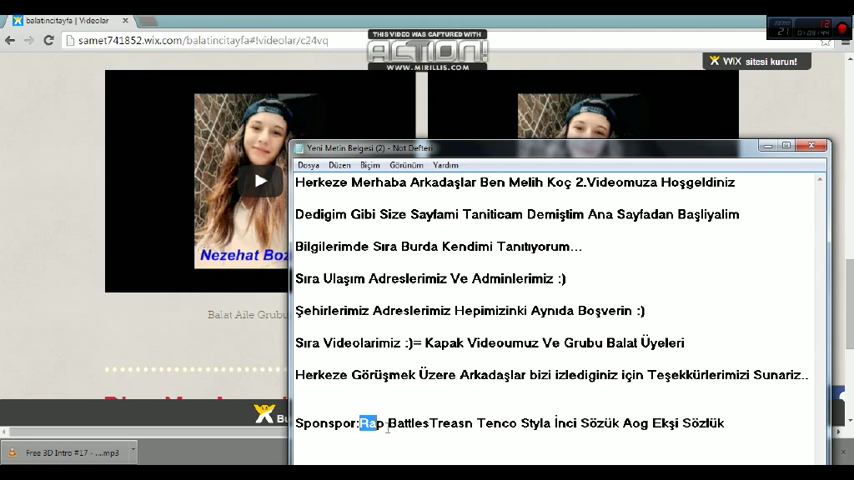 balatincitayfa | Videolar
samet741852.wix.com/balatincitayfa#!videolar/c24vq
THIS VIDEO WAS CAPTURED WITH
ACTION!
WWW.MIRILLIS.COM
WiX sitesi kurun!
Nezehat Boz
Balat Aile Grubu
Yeni Metin Belgesi (2) - Not Defteri
Dosya Düzen Biçim Görünüm Yardım
Herkeze Merhaba Arkadaşlar Ben Melih Koç 2.Videomuza Hoşgeldiniz
Dedigim Gibi Size Sayfami Taniticam Demiştim Ana Sayfadan Başliyalim
Bilgilerimde Sıra Burda Kendimi Tanıtıyorum...
Sıra Ulaşım Adreslerimiz Ve Adminlerimiz :)
Şehirlerimiz Adreslerimiz Hepimizinki Aynıda Boşverin :)
Sıra Videolarimiz :)= Kapak Videoumuz Ve Grubu Balat Üyeleri
Herkeze Görüşmek Üzere Arkadaşlar bizi izlediginiz için Teşekkürlerimizi Sunariz..
Sponspor:Rap BattlesTreasn Tenco Styla İnci Sözük Aog Ekşi Sözlük
Free 3D Intro #17 - ....mp3